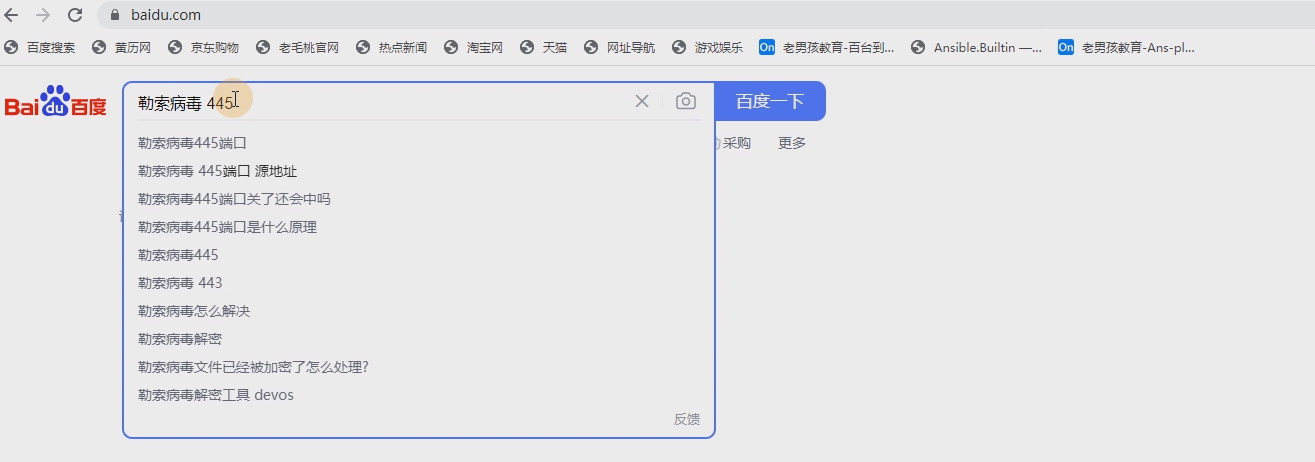 baidu.com
百度搜索 黄历网 京东购物 老毛桃官网 热点新闻 淘宝网 天猫 网址导航 游戏娱乐 On 老男孩教育-百台到... Ansible.Builtin —... On 老男孩教育-Ans-pl...
Bai du 百度 勒索病毒 445 百度一下
勒索病毒445端口 采购 更多
勒索病毒 445端口 源地址
勒索病毒445端口关了还会中吗
勒索病毒445端口是什么原理
勒索病毒445
勒索病毒 443
勒索病毒怎么解决
勒索病毒解密
勒索病毒文件已经被加密了怎么处理?
勒索病毒解密工具 devos
反馈